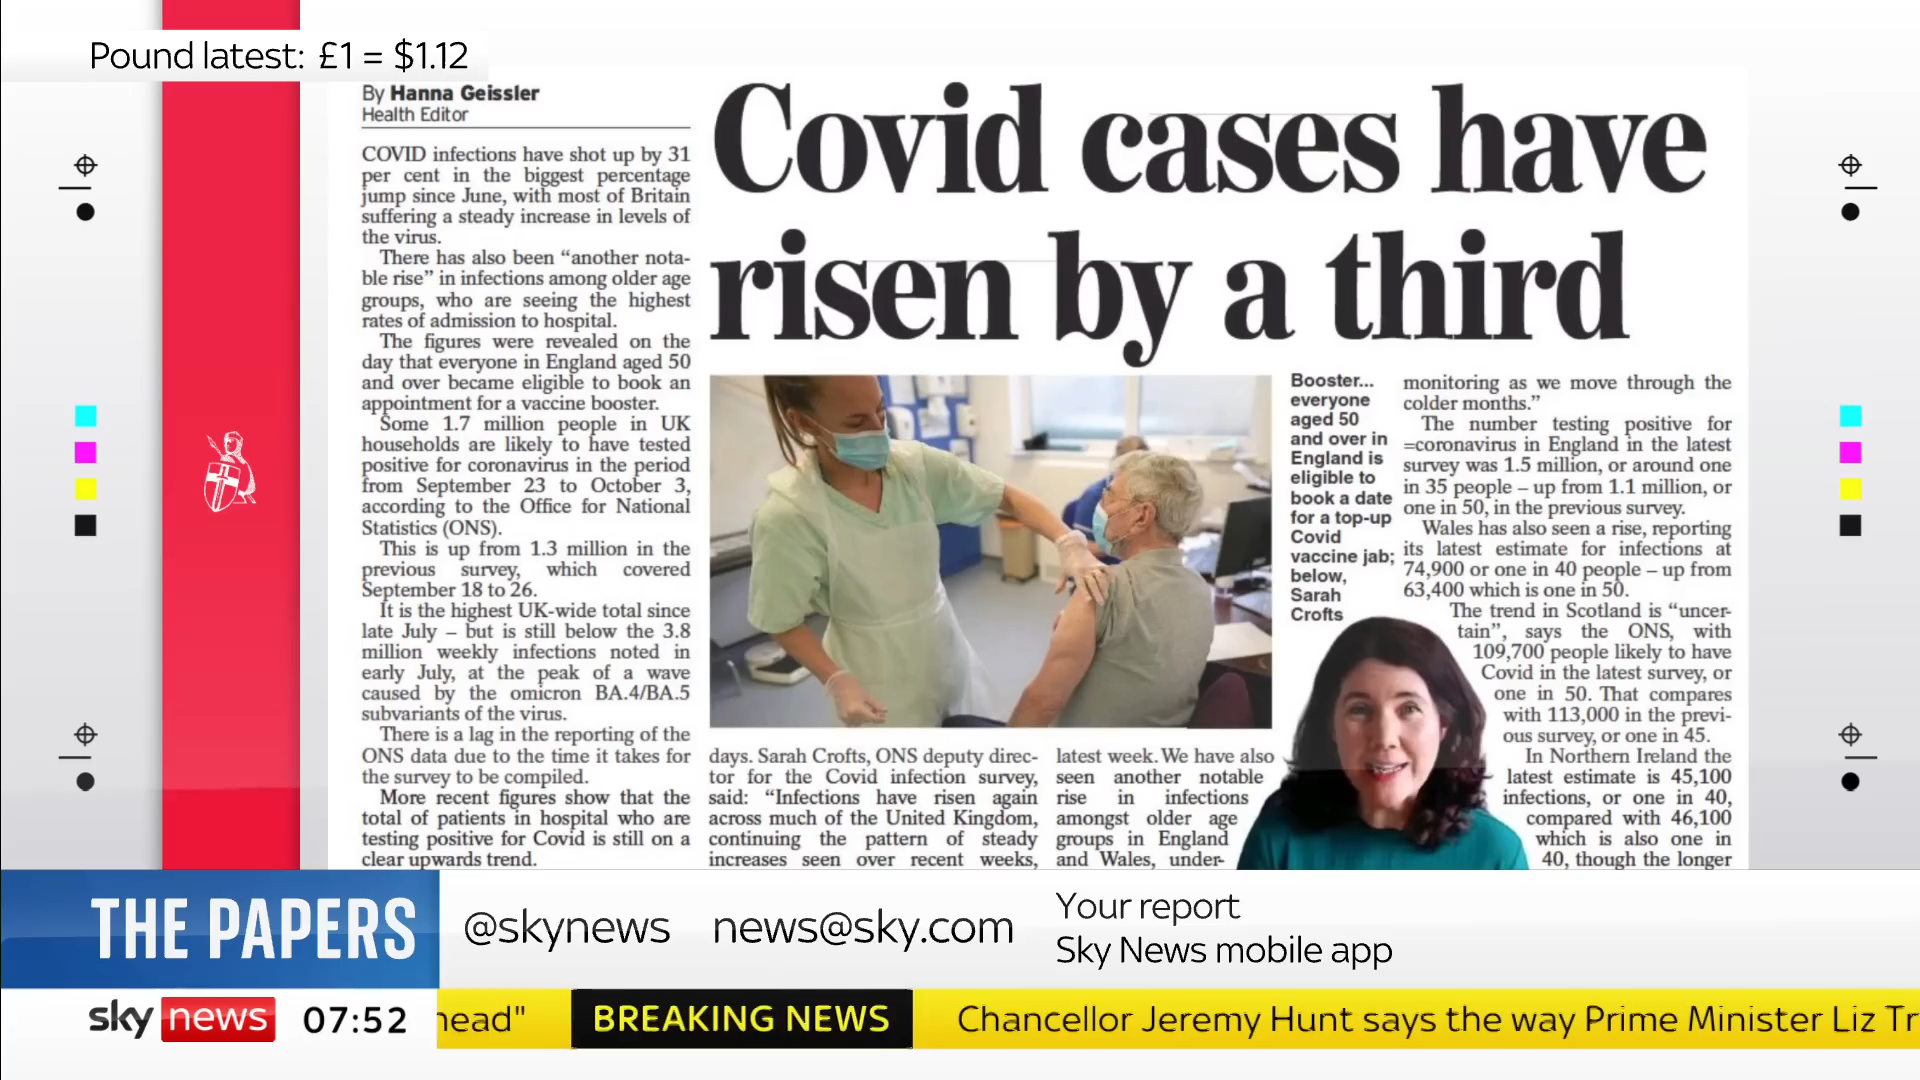 Pound latest: £1 = $1.12
By Hanna Geissler
Health Editor
Covid cases have
risen by a third
COVID infections have shot up by 31
per cent in the biggest percentage
jump since June, with most of Britain
suffering a steady increase in levels of
the virus.
There has also been “another nota-
ble rise” in infections among older age
groups, who are seeing the highest
rates of admission to hospital.
The figures were revealed on the
day that everyone in England aged 50
and over became eligible to book an
appointment for a vaccine booster.
Some 1.7 million people in UK
households are likely to have tested
positive for coronavirus in the period
from September 23 to October 3,
according to the Office for National
Statistics (ONS).
This is up from 1.3 million in the
previous survey, which covered
September 18 to 26.
It is the highest UK-wide total since
late July – but is still below the 3.8
million weekly infections noted in
early July, at the peak of a wave
caused by the omicron BA.4/BA.5
subvariants of the virus.
There is a lag in the reporting of the
ONS data due to the time it takes for
the survey to be compiled.
More recent figures show that the
total of patients in hospital who are
testing positive for Covid is still on a
clear upwards trend.
days. Sarah Crofts, ONS deputy direc-
tor for the Covid infection survey,
said: “Infections have risen again
across much of the United Kingdom,
continuing the pattern of steady
increases seen over recent weeks,
latest week. We have also
seen another notable
rise in infections
amongst older age
groups in England
and Wales, under-
Booster...
everyone
aged 50
and over in
England is
eligible to
book a date
for a top-up
Covid
vaccine jab;
below,
Sarah
Crofts
monitoring as we move through the
colder months.”
The number testing positive for
=coronavirus in England in the latest
survey was 1.5 million, or around one
in 35 people – up from 1.1 million, or
one in 50, in the previous survey.
Wales has also seen a rise, reporting
its latest estimate for infections at
74,900 or one in 40 people – up from
63,400 which is one in 50.
The trend in Scotland is “uncer-
tain”, says the ONS, with
109,700 people likely to have
Covid in the latest survey, or
one in 50. That compares
with 113,000 in the previ-
ous survey, or one in 45.
In Northern Ireland the
latest estimate is 45,100
infections, or one in 40,
compared with 46,100
which is also one in
40, though the longer
THE PAPERS
@skynews news@sky.com
Your report
Sky News mobile app
sky news 07:52
head" BREAKING NEWS Chancellor Jeremy Hunt says the way Prime Minister Liz Tr